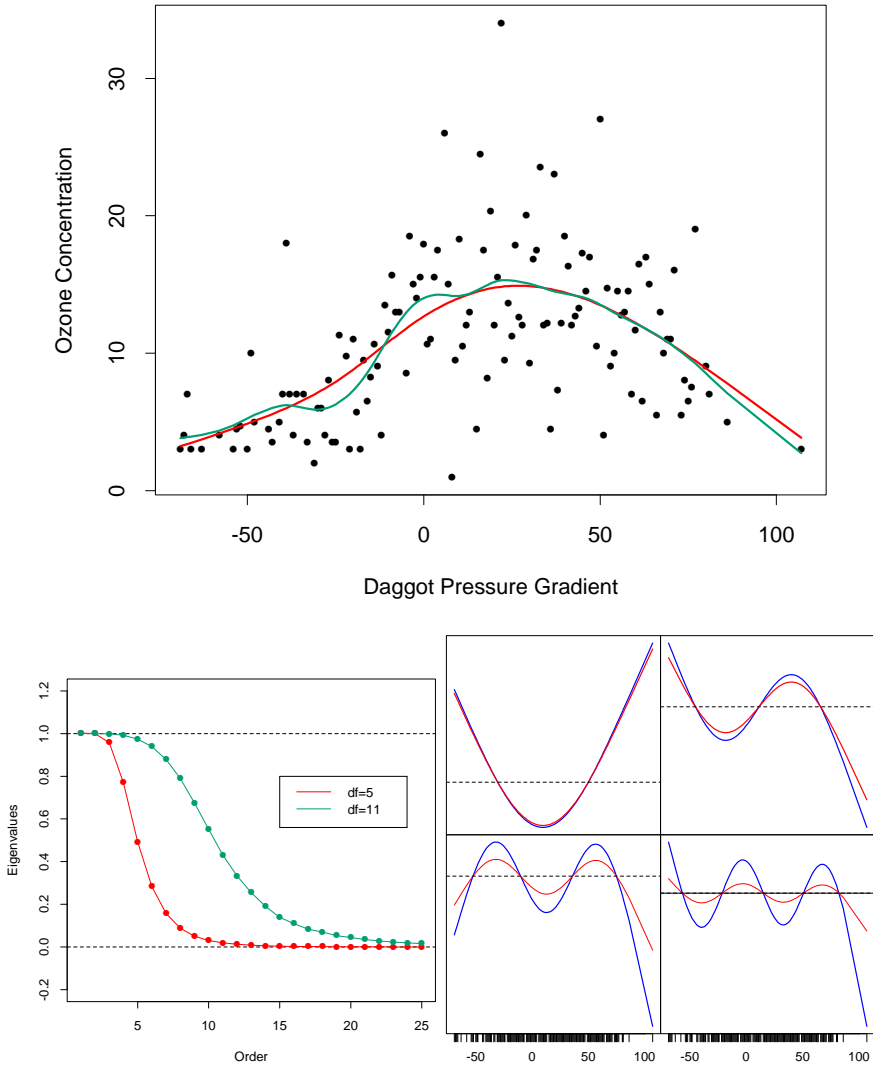 30
20
10
0
Ozone Concentration
-50 0 50 100
Daggot Pressure Gradient
1.2
1.0
0.8
0.6
0.4
0.2
0.0
-0.2
Eigenvalues
df=5
df=11
5 10 15 20 25
Order
-50 0 50 100
-50 0 50 100